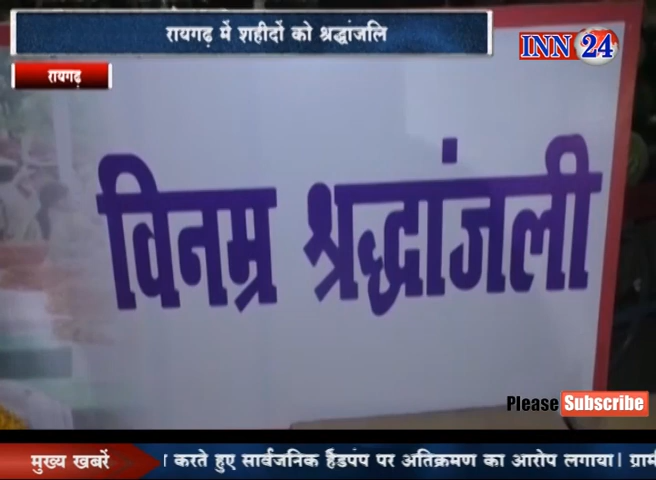 रायगढ़ में शहीदों को श्रद्धांजलि
INN 24
रायगढ़
विनम्र श्रद्धांजली
Please Subscribe
मुख्य खबरें
करते हुए सार्वजनिक हैंडपंप पर अतिक्रमण का आरोप लगाया। ग्रामी